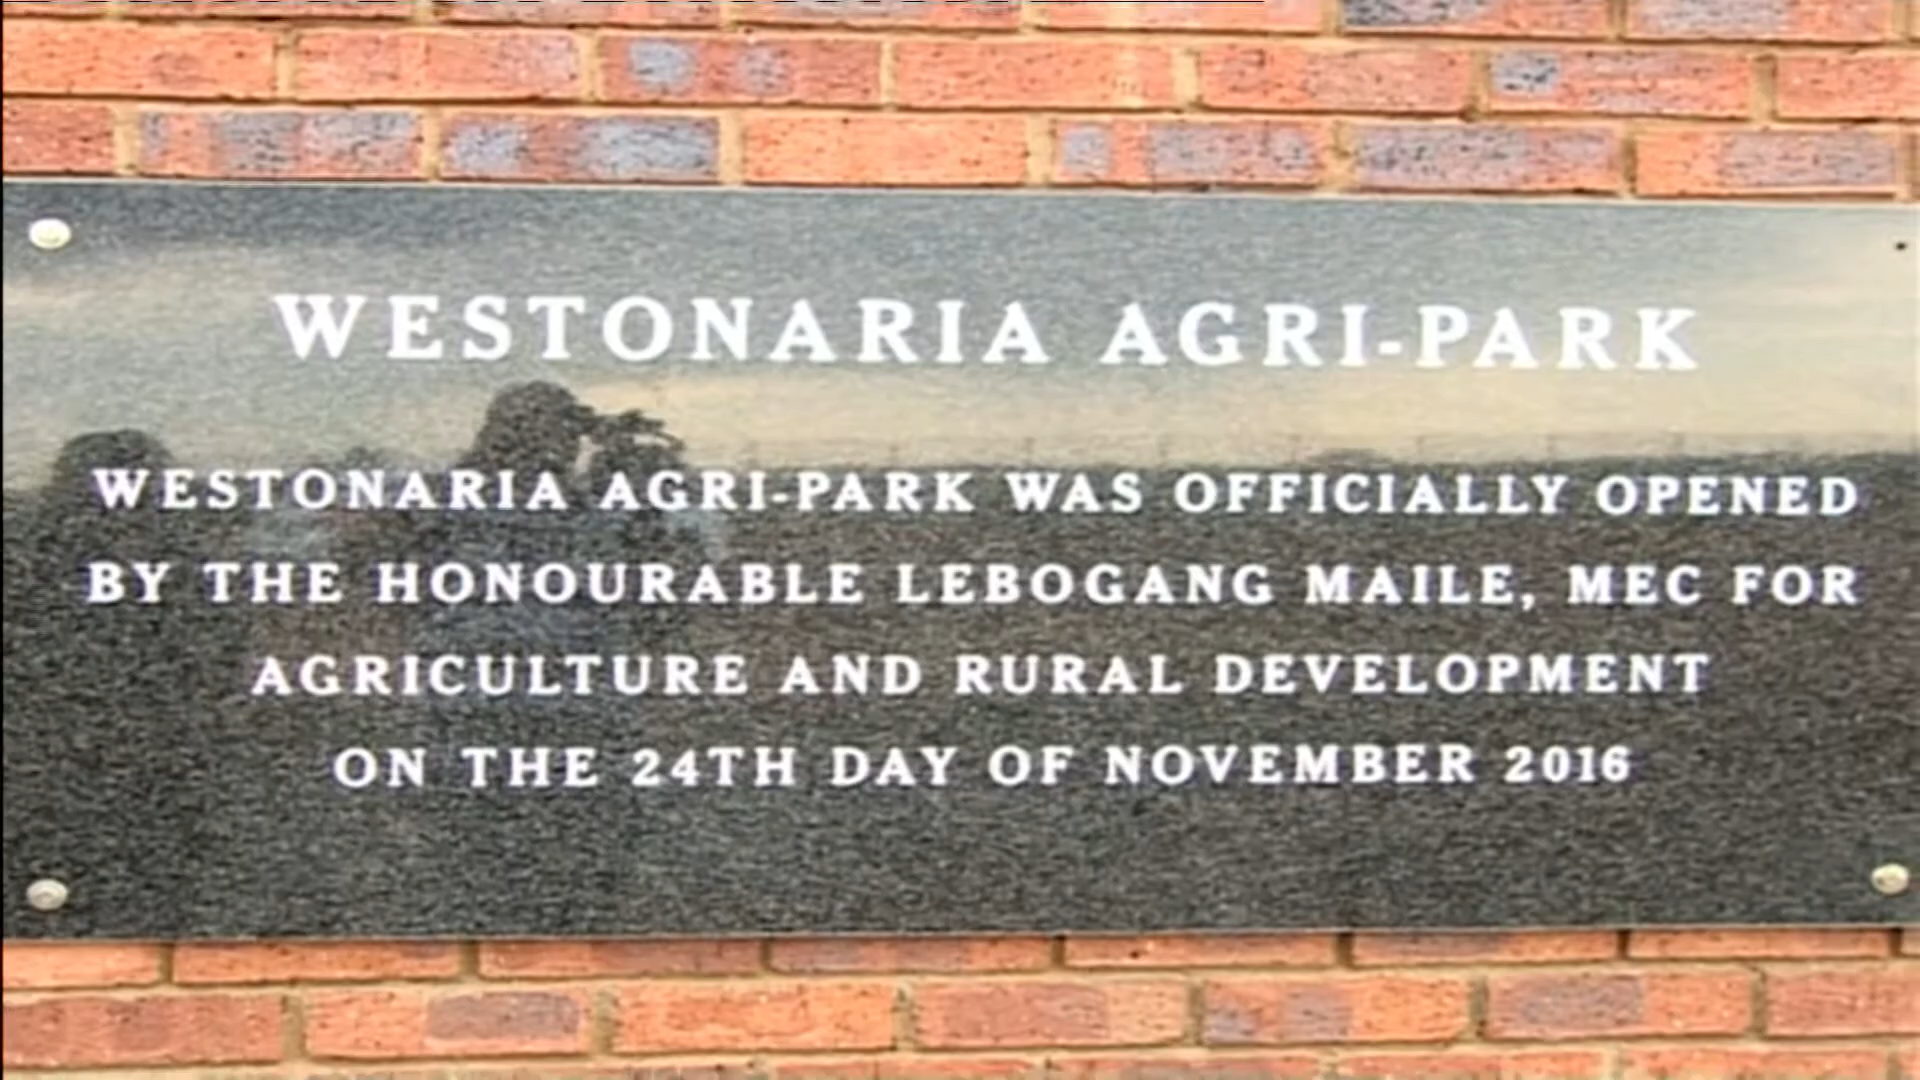 WESTONARIA AGRI-PARK
WESTONARIA AGRI-PARK WAS OFFICIALLY OPENED
BY THE HONOURABLE LEBOGANG MAILE, MEC FOR
AGRICULTURE AND RURAL DEVELOPMENT
ON THE 24TH DAY OF NOVEMBER 2016